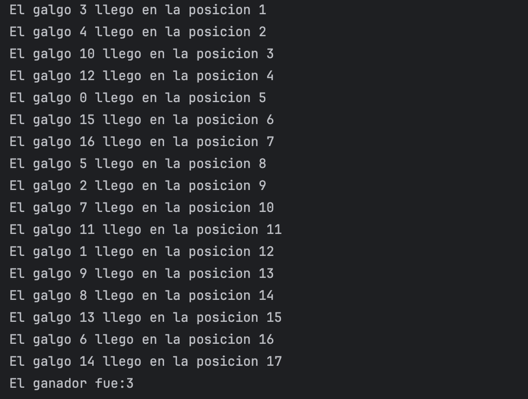 El galgo 3 llego en la posicion 1
El galgo 4 llego en la posicion 2
El galgo 10 llego en la posicion 3
El galgo 12 llego en la posicion 4
El galgo 0 llego en la posicion 5
El galgo 15 llego en la posicion 6
El galgo 16 llego en la posicion 7
El galgo 5 llego en la posicion 8
El galgo 2 llego en la posicion 9
El galgo 7 llego en la posicion 10
El galgo 11 llego en la posicion 11
El galgo 1 llego en la posicion 12
El galgo 9 llego en la posicion 13
El galgo 8 llego en la posicion 14
El galgo 13 llego en la posicion 15
El galgo 6 llego en la posicion 16
El galgo 14 llego en la posicion 17
El ganador fue:3